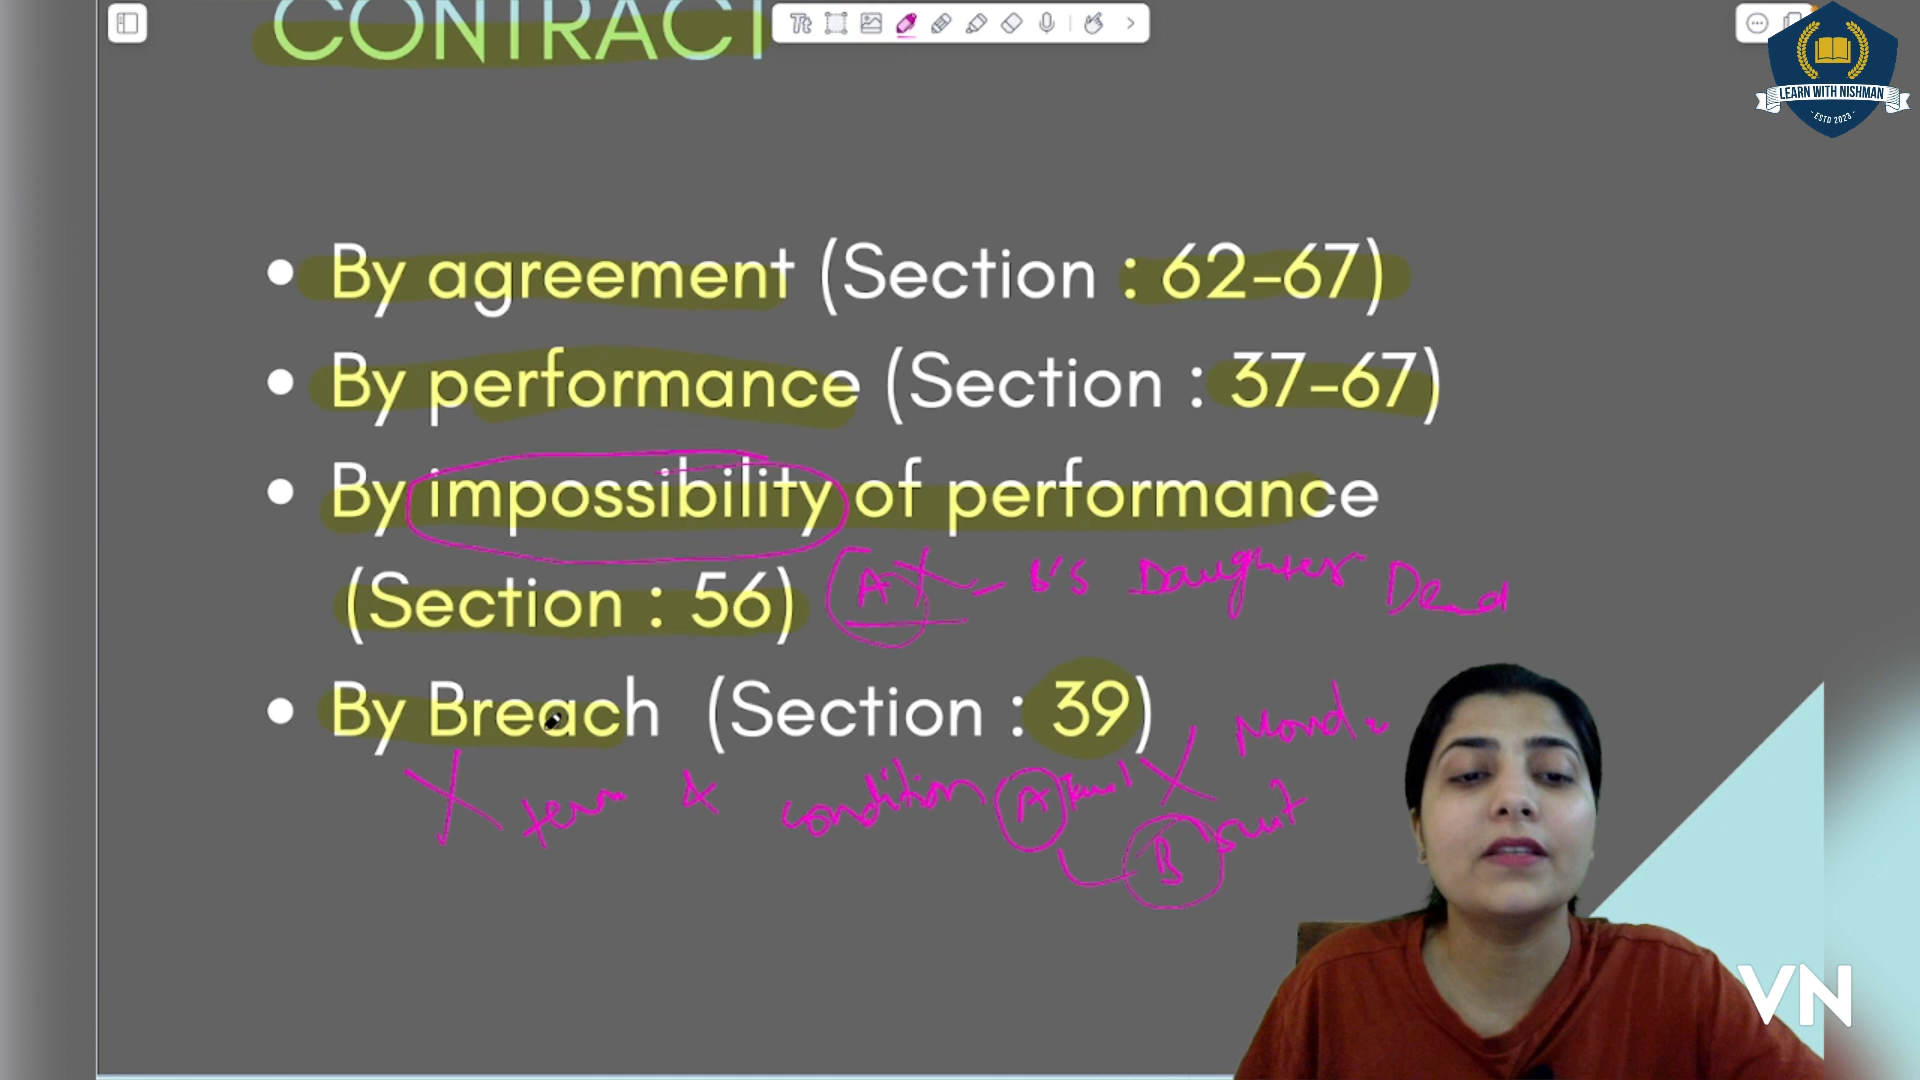 CONTRACT
LEARN WITH NISHMAN
- ESTD 2023 -
• By agreement (Section : 62-67)
• By performance (Section : 37-67)
• By impossibility of performance
(Section : 56) A X - B's Daughter Dead
• By Breach (Section : 39)
X term & condition A X
B
VN